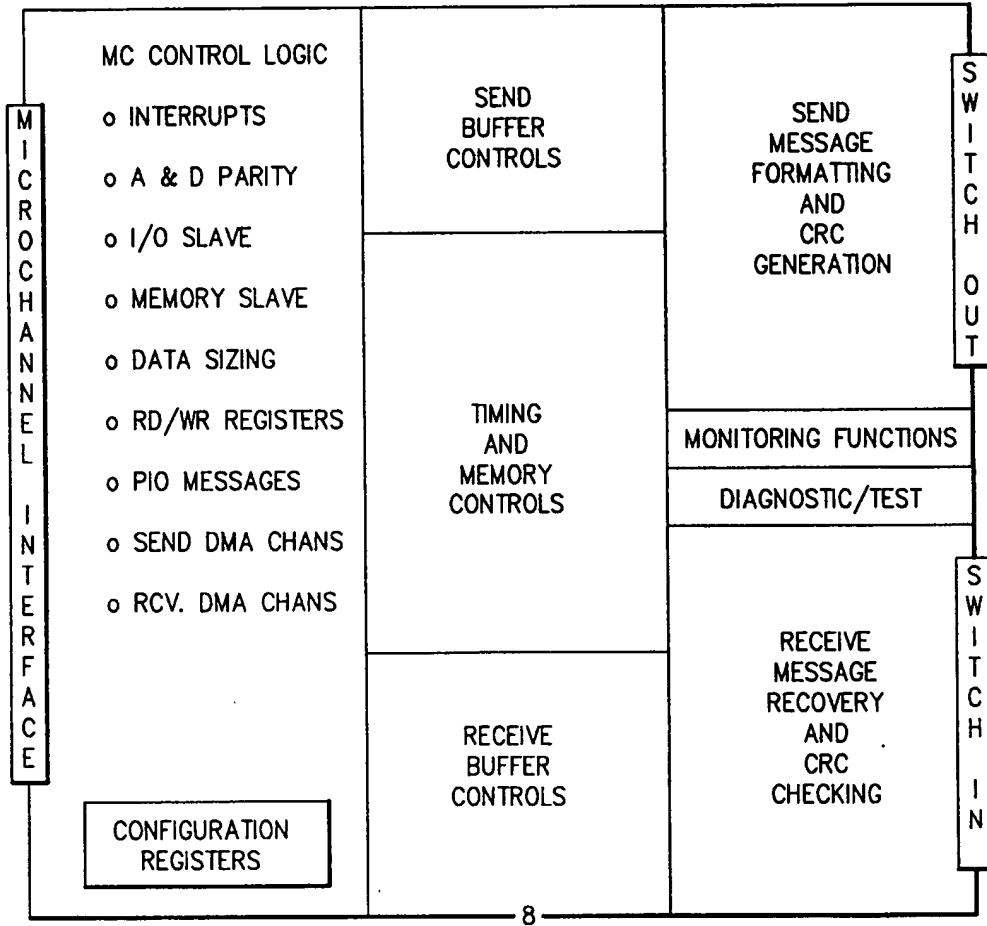 MICROCHANNEL INTERFACE
MC CONTROL LOGIC
o INTERRUPTS
o A & D PARITY
o I/O SLAVE
o MEMORY SLAVE
o DATA SIZING
o RD/WR REGISTERS
o PIO MESSAGES
o SEND DMA CHANS
o RCV. DMA CHANS
CONFIGURATION
REGISTERS
SEND
BUFFER
CONTROLS
TIMING
AND
MEMORY
CONTROLS
RECEIVE
BUFFER
CONTROLS
SEND
MESSAGE
FORMATTING
AND
CRC
GENERATION
MONITORING FUNCTIONS
DIAGNOSTIC/TEST
RECEIVE
MESSAGE
RECOVERY
AND
CRC
CHECKING
SWITCH OUT
SWITCH IN
8